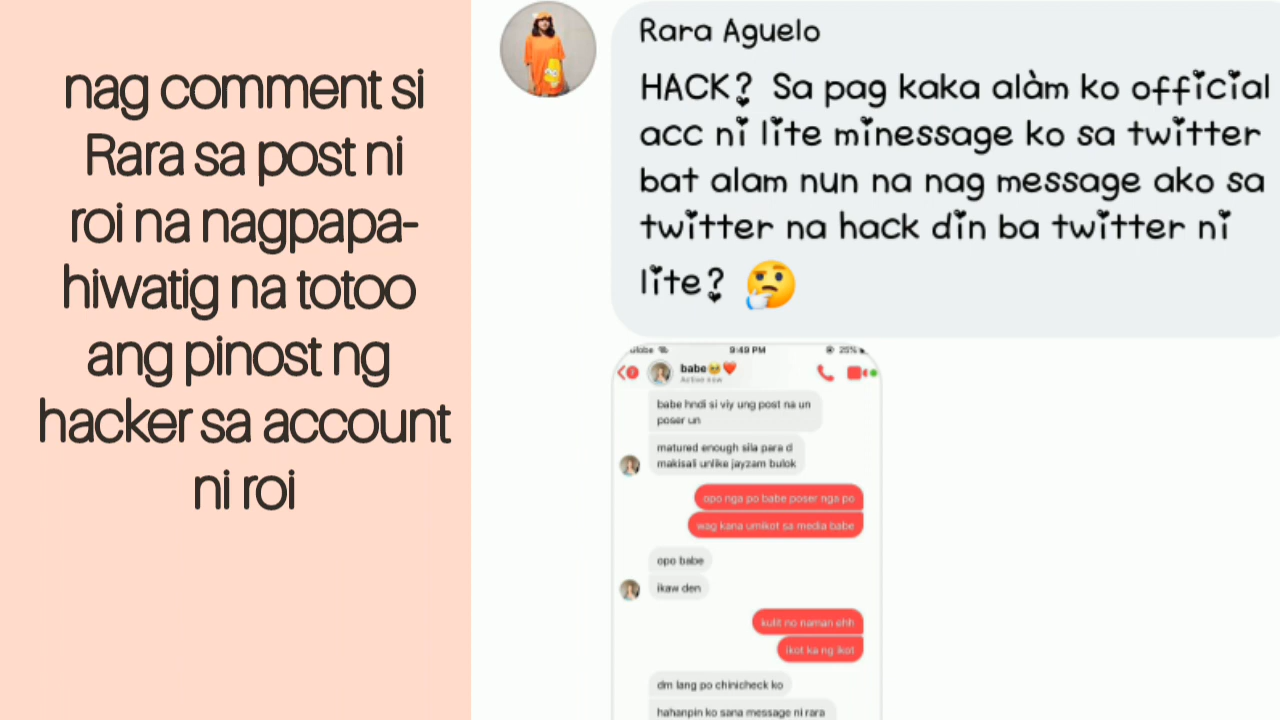 nag comment si
Rara sa post ni
roi na nagpapa-
hiwatig na totoo
ang pinost ng
hacker sa account
ni roi
Rara Aguelo
HACK? Sa pag kaka alàm ko official
acc ni lite minessage ko sa twitter
bat alam nun na nag message ako sa
twitter na hack din ba twitter ni
lite? 🤔
9:49 PM
25%
babe🥺❤️
Active now
babe hndi si viy ung post na un
poser un
matured enough sila para d
makisali unlike jayzam bulok
opo nga po babe poser nga po
wag kana umikot sa media babe
opo babe
ikaw den
kulit no naman ehh
ikot ka ng ikot
dm lang po chinicheck ko
hahanpin ko sana message ni rara